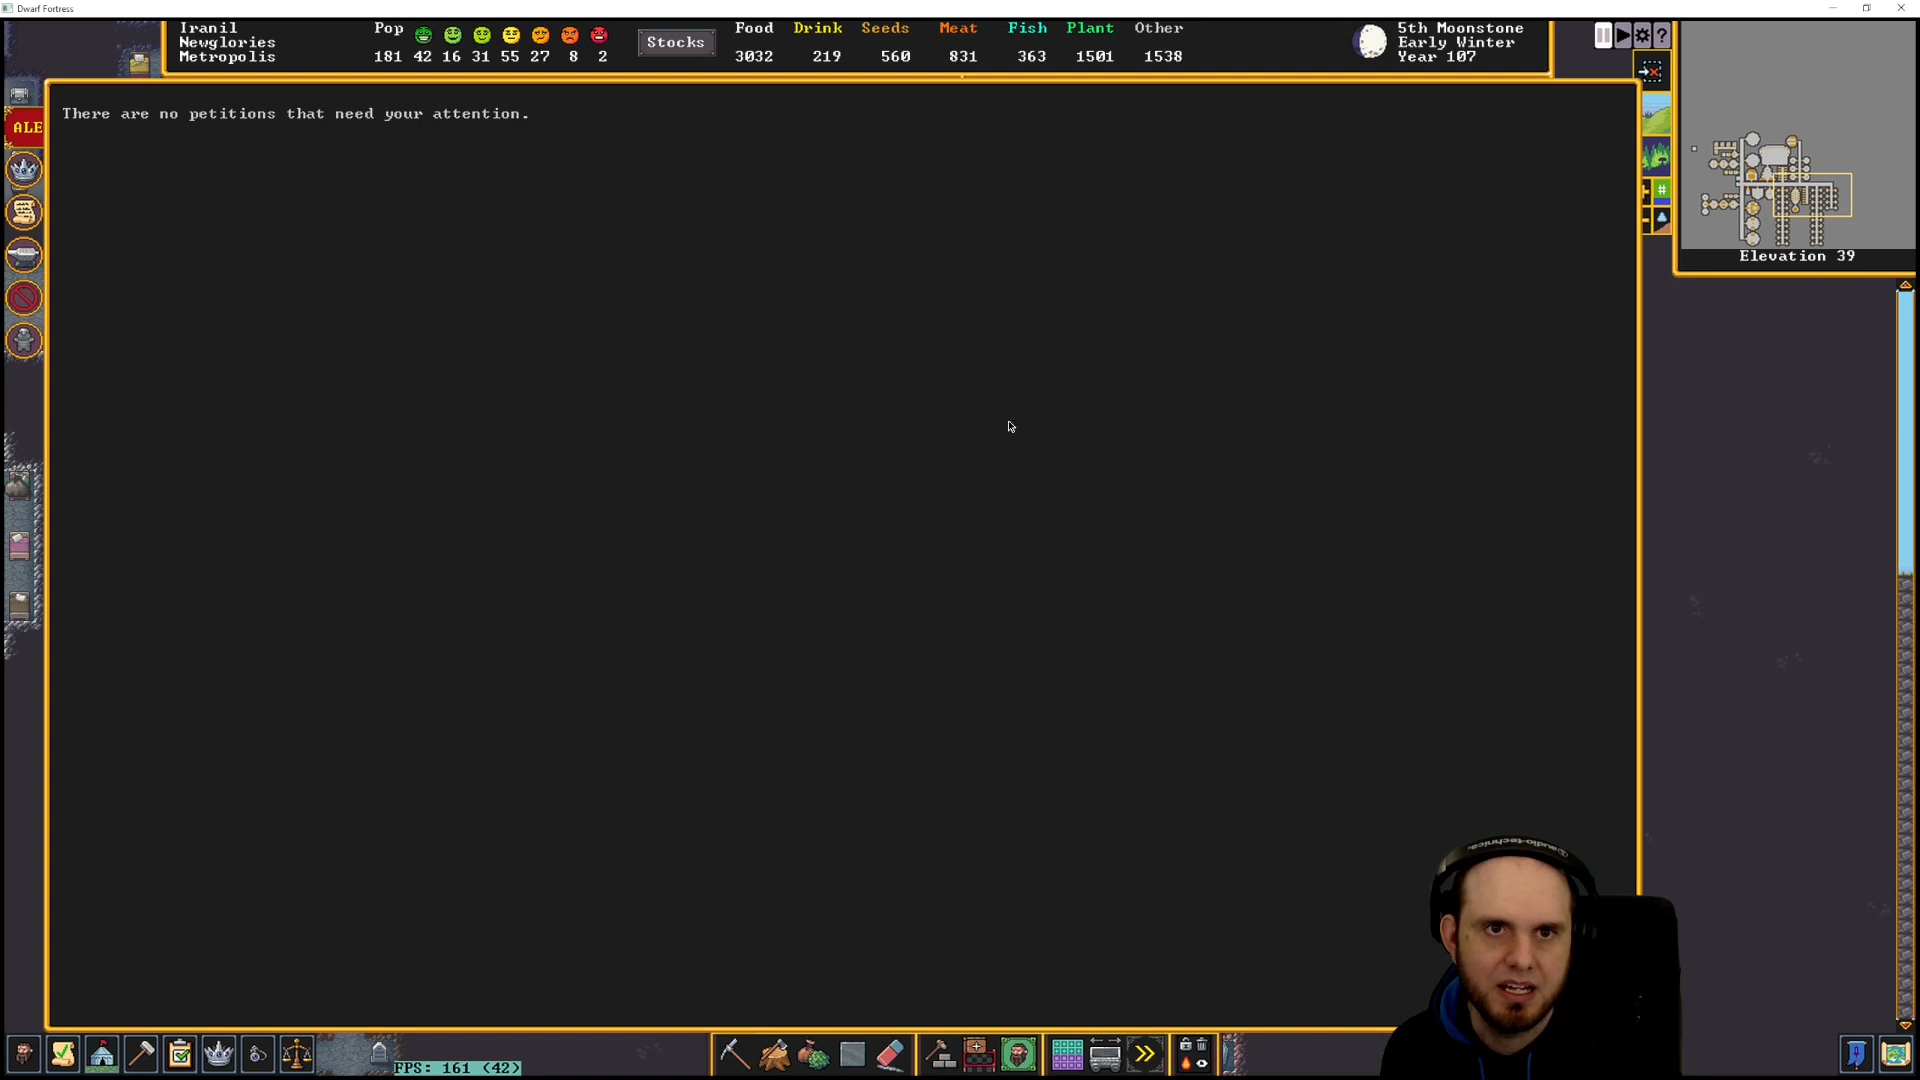 Dwarf Fortress
Iranil
Newglories
Metropolis
Pop
181 42 16 31 55 27 8 2
Stocks
Food Drink Seeds Meat Fish Plant Other
3032 219 560 831 363 1501 1538
5th Moonstone
Early Winter
Year 107
ALE
There are no petitions that need your attention.
Elevation 39
FPS: 161 (42)
audio-technica